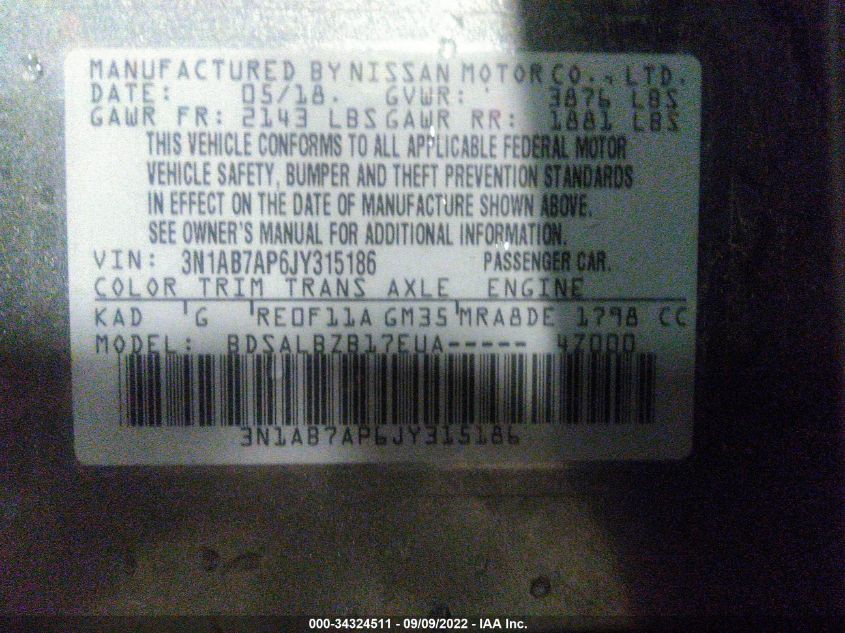 MANUFACTURED BY NISSAN MOTOR CO., LTD.
DATE: 05/18. GVWR: 3876 LBS
GAWR FR: 2143 LBS GAWR RR: 1881 LBS
THIS VEHICLE CONFORMS TO ALL APPLICABLE FEDERAL MOTOR
VEHICLE SAFETY, BUMPER AND THEFT PREVENTION STANDARDS
IN EFFECT ON THE DATE OF MANUFACTURE SHOWN ABOVE.
SEE OWNER'S MANUAL FOR ADDITIONAL INFORMATION.
VIN: 3N1AB7AP6JY315186 PASSENGER CAR.
COLOR TRIM TRANS AXLE ENGINE
KAD G RE0F11A GM35 MRA8DE 1798 CC
MODEL: BDSALBZB17EUA----- 4Z000
3N1AB7AP6JY315186
000-34324511 - 09/09/2022 - IAA Inc.